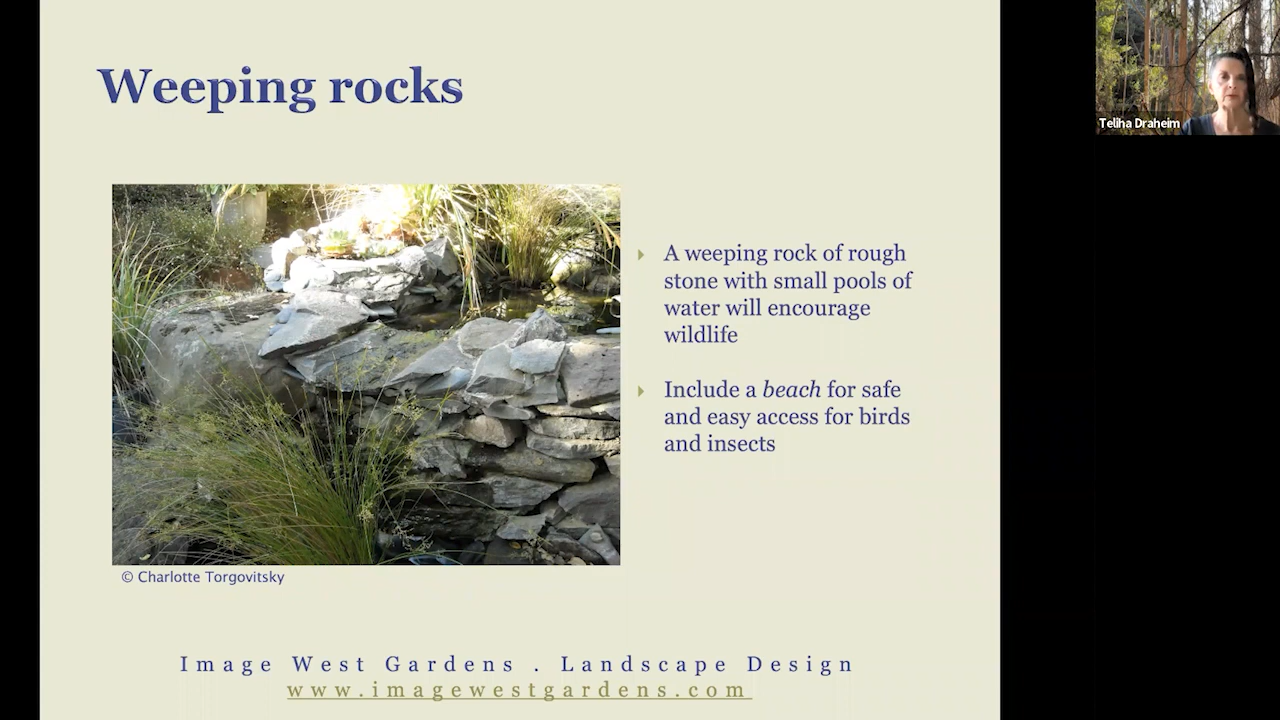 Weeping rocks
Teliha Draheim
A weeping rock of rough
stone with small pools of
water will encourage
wildlife
Include a beach for safe
and easy access for birds
and insects
© Charlotte Torgovitsky
Image West Gardens . Landscape Design
www.imagewestgardens.com